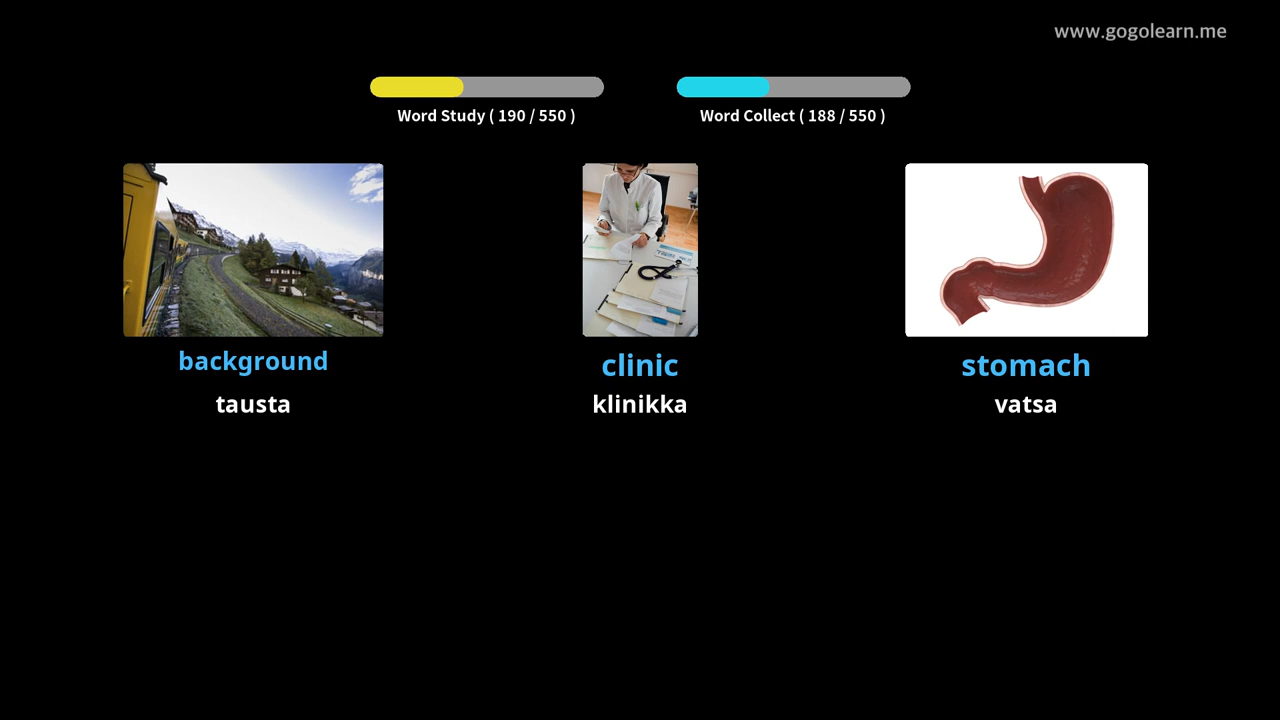 www.gogolearn.me
Word Study ( 190 / 550 )
Word Collect ( 188 / 550 )
background
tausta
clinic
klinikka
stomach
vatsa